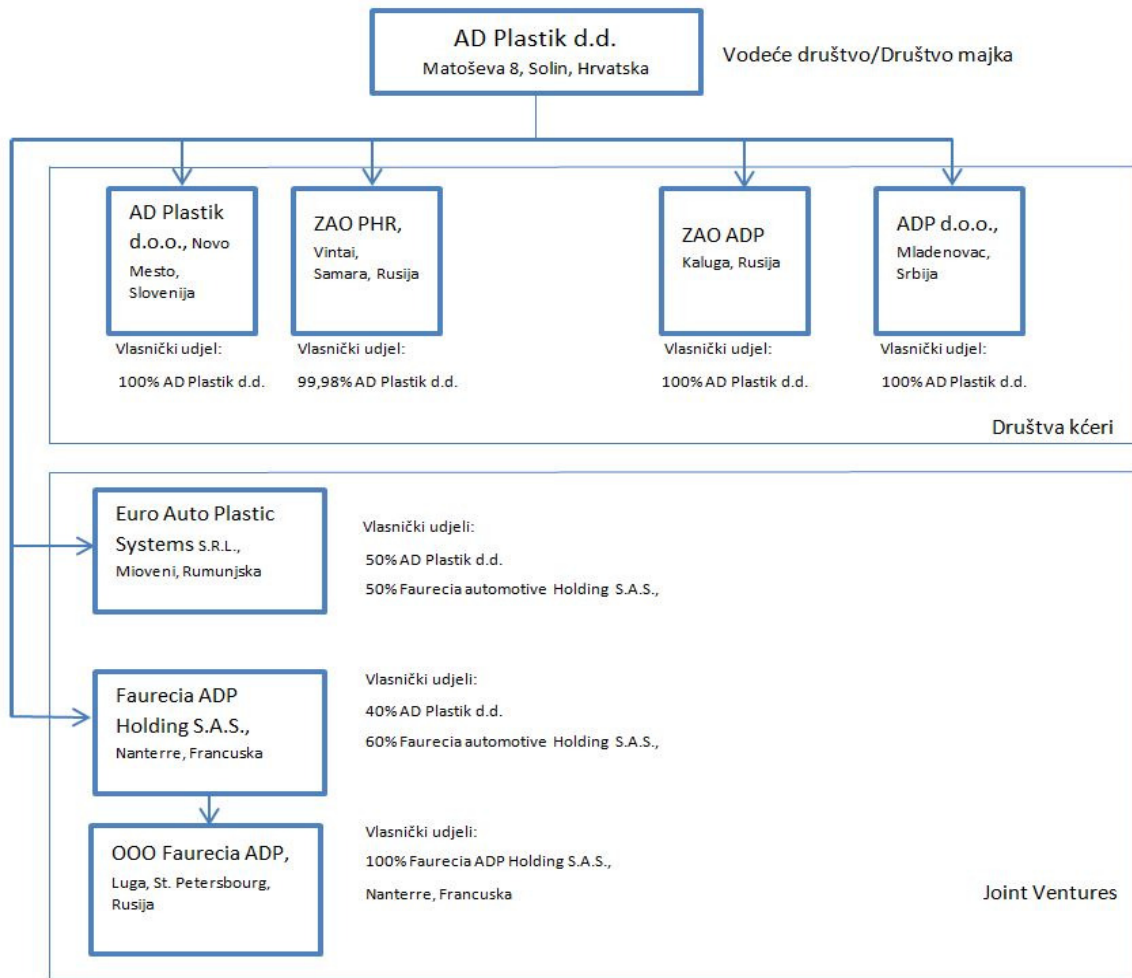 AD Plastik d.d.
Matoševa 8, Solin, Hrvatska
Vodeće društvo/Društvo majka
AD Plastik
d.o.o., Novo
Mesto,
Slovenija
Vlasnički udjel:
100% AD Plastik d.d.
ZAO PHR,
Vintai,
Samara, Rusija
Vlasnički udjel:
99,98% AD Plastik d.d.
ZAO ADP
Kaluga, Rusija
Vlasnički udjel:
100% AD Plastik d.d.
ADP d.o.o.,
Mladenovac,
Srbija
Vlasnički udjel:
100% AD Plastik d.d.
Društva kćeri
Euro Auto Plastic
Systems S.R.L.,
Mioveni, Rumunjska
Vlasnički udjeli:
50% AD Plastik d.d.
50% Faurecia automotive Holding S.A.S.,
Faurecia ADP
Holding S.A.S.,
Nanterre, Francuska
Vlasnički udjeli:
40% AD Plastik d.d.
60% Faurecia automotive Holding S.A.S.,
OOO Faurecia ADP,
Luga, St. Petersbourg,
Rusija
Vlasnički udjeli:
100% Faurecia ADP Holding S.A.S.,
Nanterre, Francuska
Joint Ventures